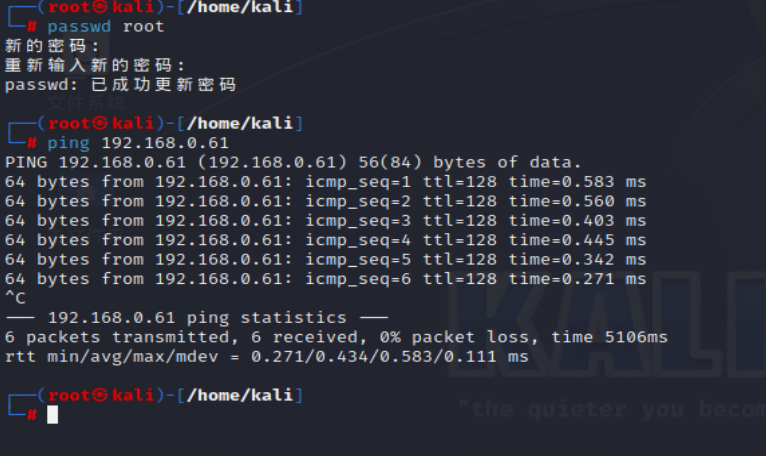 ┌──(root㉿kali)-[/home/kali]
└─# passwd root
新的密码：
重新输入新的密码：
passwd: 已成功更新密码
文件系统
┌──(root㉿kali)-[/home/kali]
└─# ping 192.168.0.61
PING 192.168.0.61 (192.168.0.61) 56(84) bytes of data.
64 bytes from 192.168.0.61: icmp_seq=1 ttl=128 time=0.583 ms
64 bytes from 192.168.0.61: icmp_seq=2 ttl=128 time=0.560 ms
64 bytes from 192.168.0.61: icmp_seq=3 ttl=128 time=0.403 ms
64 bytes from 192.168.0.61: icmp_seq=4 ttl=128 time=0.445 ms
64 bytes from 192.168.0.61: icmp_seq=5 ttl=128 time=0.342 ms
64 bytes from 192.168.0.61: icmp_seq=6 ttl=128 time=0.271 ms
^C
─── 192.168.0.61 ping statistics ───
6 packets transmitted, 6 received, 0% packet loss, time 5106ms
rtt min/avg/max/mdev = 0.271/0.434/0.583/0.111 ms
KALI
┌──(root㉿kali)-[/home/kali]
└─#
"the quieter you becom